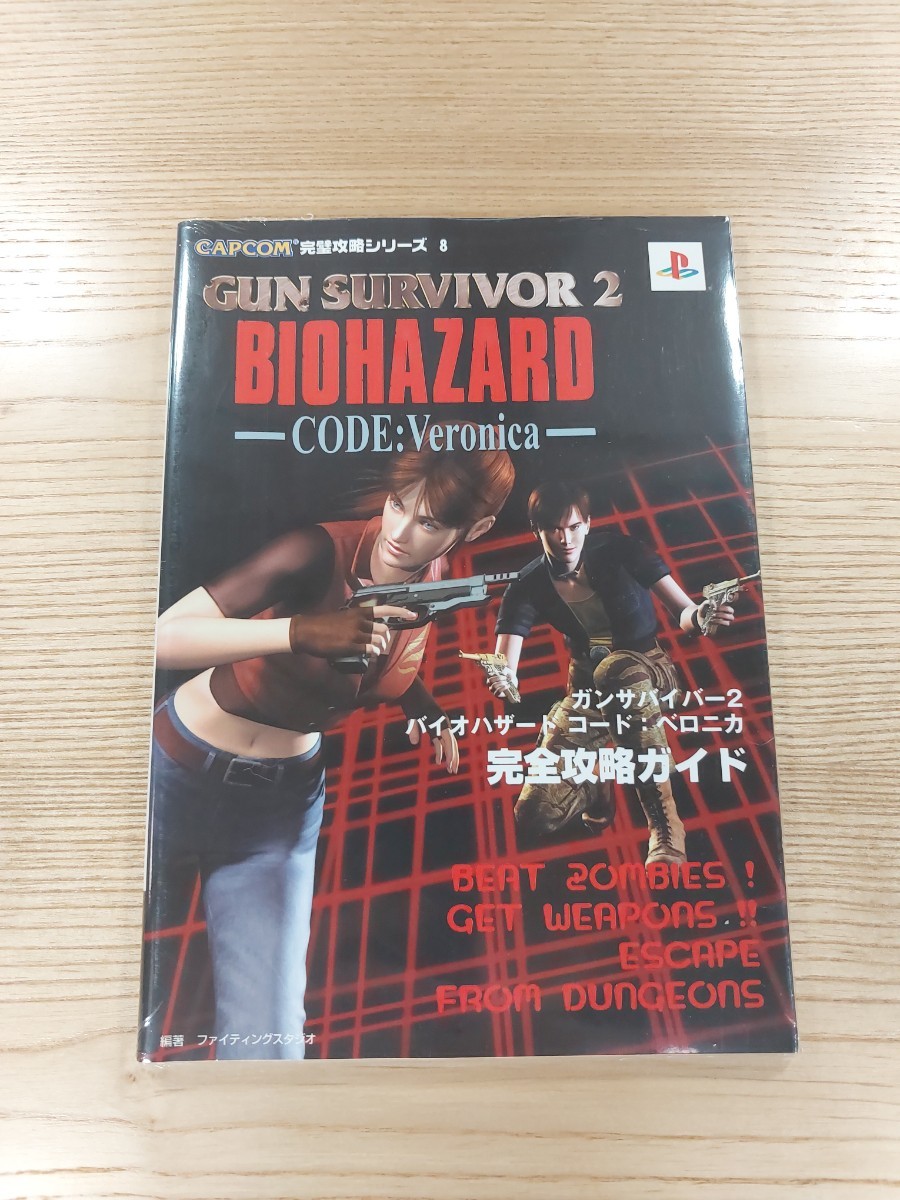 CAPCOM® 完璧攻略シリーズ 8
GUN SURVIVOR 2
BIOHAZARD
—CODE:Veronica—
ガンサバイバー2
バイオハザード コード:ベロニカ
完全攻略ガイド
BEAT ZOMBIES !
GET WEAPONS !!
ESCAPE
FROM DUNGEONS
編著 ファイティングスタジオ